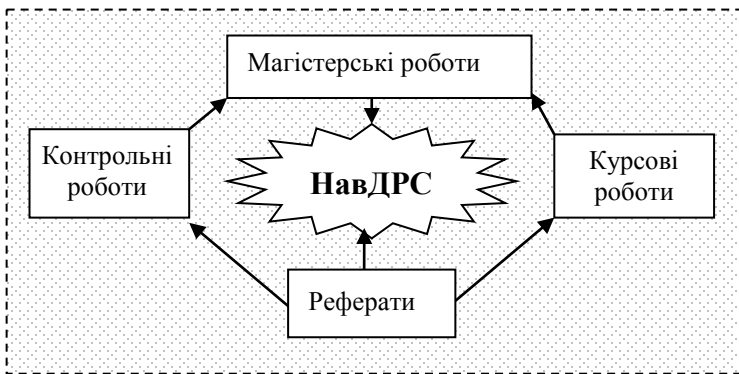 Магістерські роботи
Контрольні
роботи
НавДРС
Курсові
роботи
Реферати